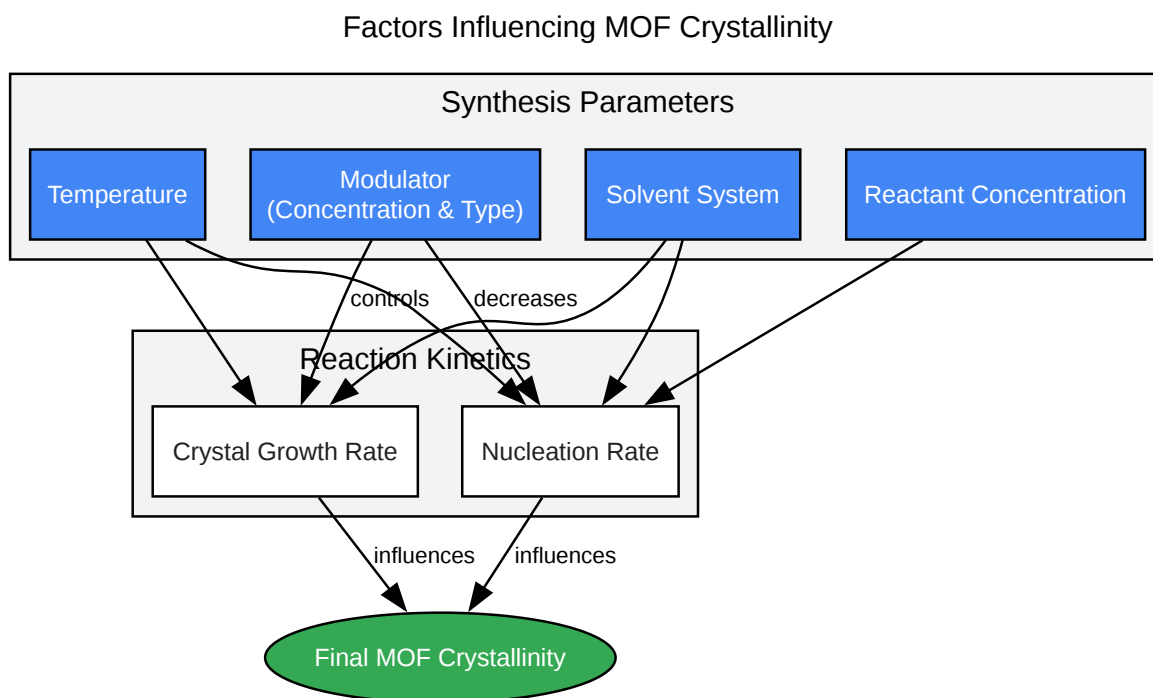 Factors Influencing MOF Crystallinity
Synthesis Parameters
Temperature
Modulator
(Concentration & Type)
Solvent System
Reactant Concentration
controls
decreases
Reaction Kinetics
Crystal Growth Rate
Nucleation Rate
influences
influences
Final MOF Crystallinity